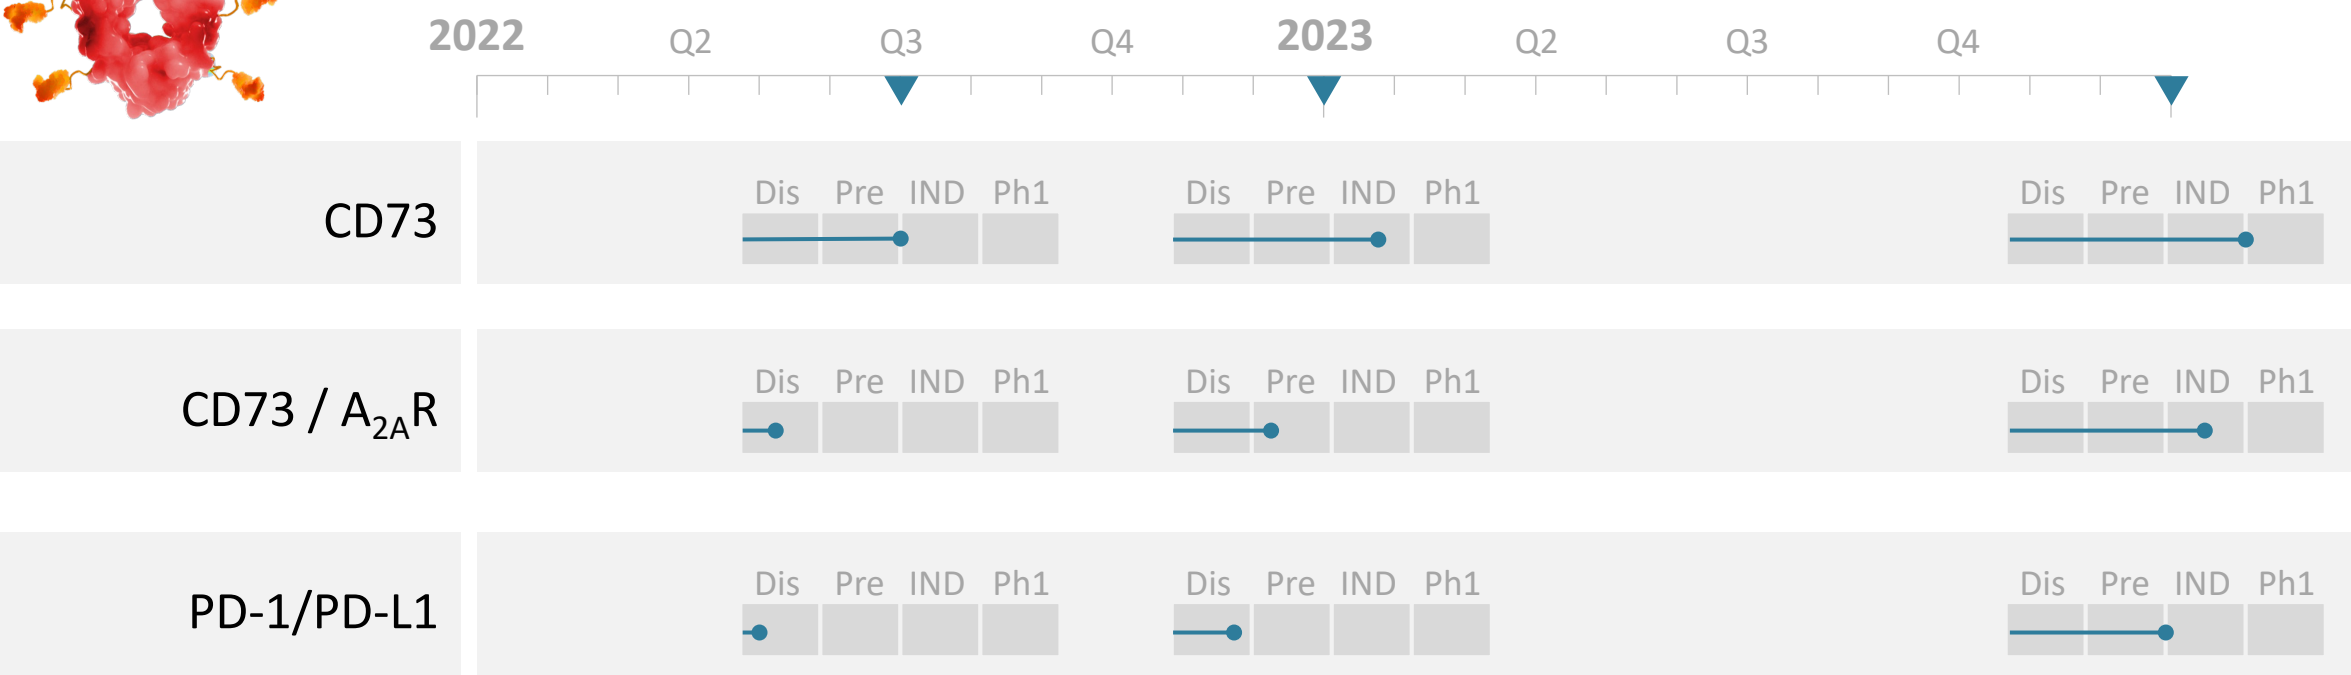 2022 Q2 Q3 Q4 2023 Q2 Q3 Q4
Dis Pre IND Ph1 Dis Pre IND Ph1 Dis Pre IND Ph1
CD73
Dis Pre IND Ph1 Dis Pre IND Ph1 Dis Pre IND Ph1
CD73 / A₂ₐR
Dis Pre IND Ph1 Dis Pre IND Ph1 Dis Pre IND Ph1
PD-1/PD-L1